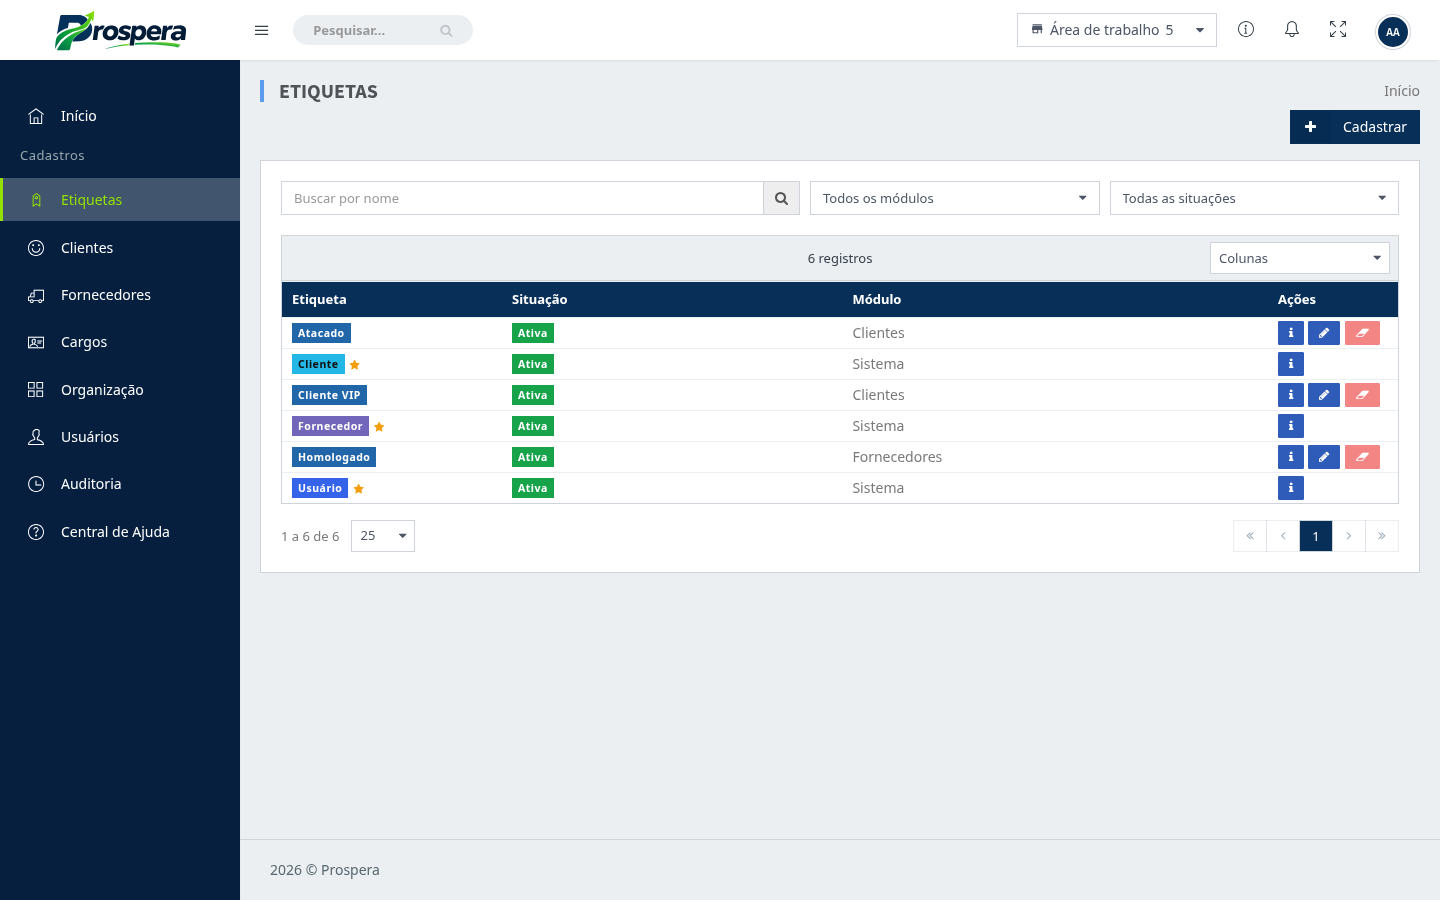 Prospera
Pesquisar...
Área de trabalho 5
AA
Início
Cadastros
Etiquetas
Clientes
Fornecedores
Cargos
Organização
Usuários
Auditoria
Central de Ajuda
ETIQUETAS
Início
Cadastrar
Buscar por nome
Todos os módulos
Todas as situações
6 registros
Colunas
Etiqueta Situação Módulo Ações
Atacado Ativa Clientes
Cliente Ativa Sistema
Cliente VIP Ativa Clientes
Fornecedor Ativa Sistema
Homologado Ativa Fornecedores
Usuário Ativa Sistema
1 a 6 de 6
25
« ‹ 1 › »
2026 © Prospera